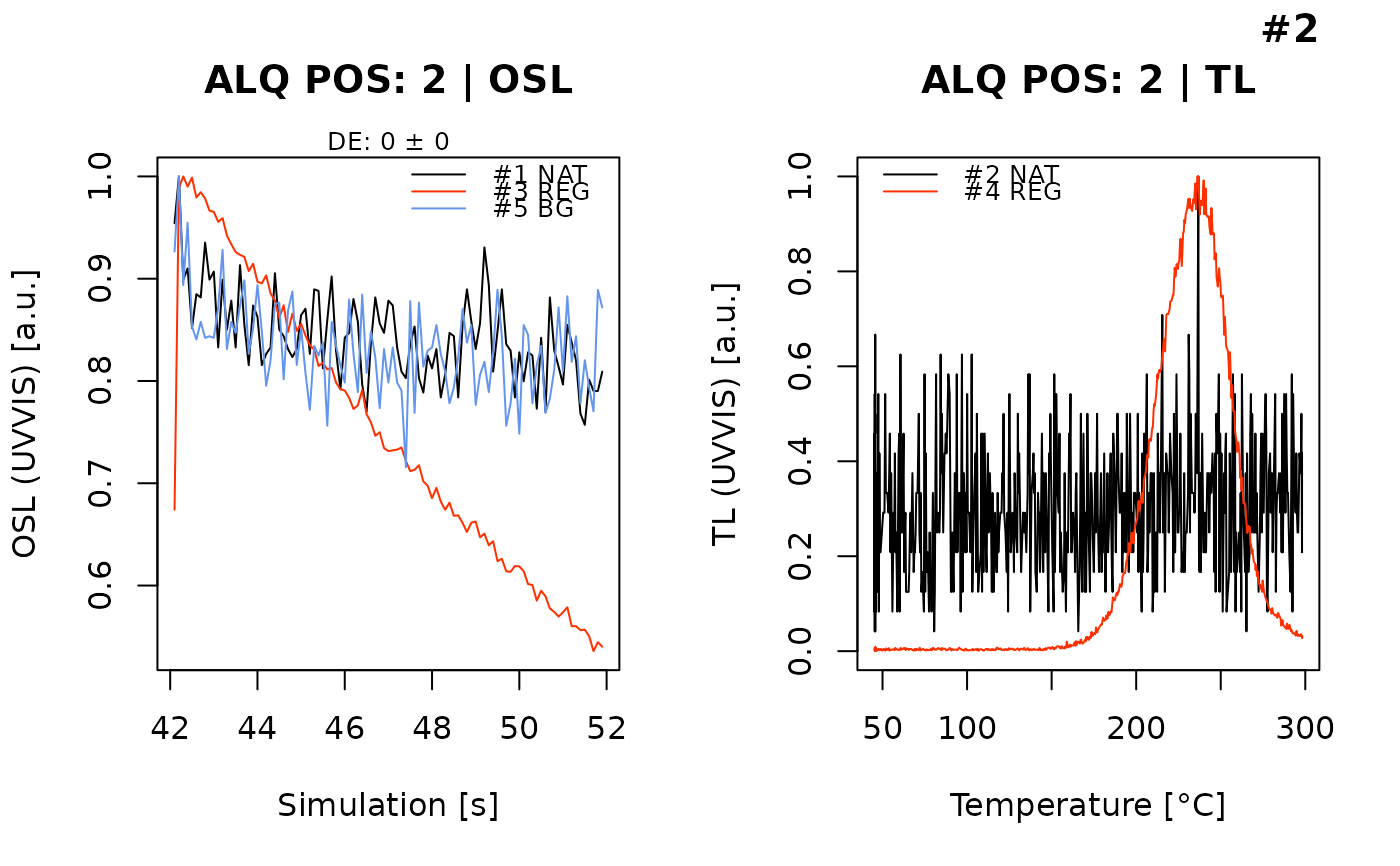 #2
ALQ POS: 2 | OSL
DE: 0 ± 0
#1 NAT
#3 REG
#5 BG
OSL (UVVIS) [a.u.]
1.0
0.9
0.8
0.7
0.6
42 44 46 48 50 52
Simulation [s]
ALQ POS: 2 | TL
#2 NAT
#4 REG
TL (UVVIS) [a.u.]
1.0
0.8
0.6
0.4
0.2
0.0
50 100 200 300
Temperature [°C]